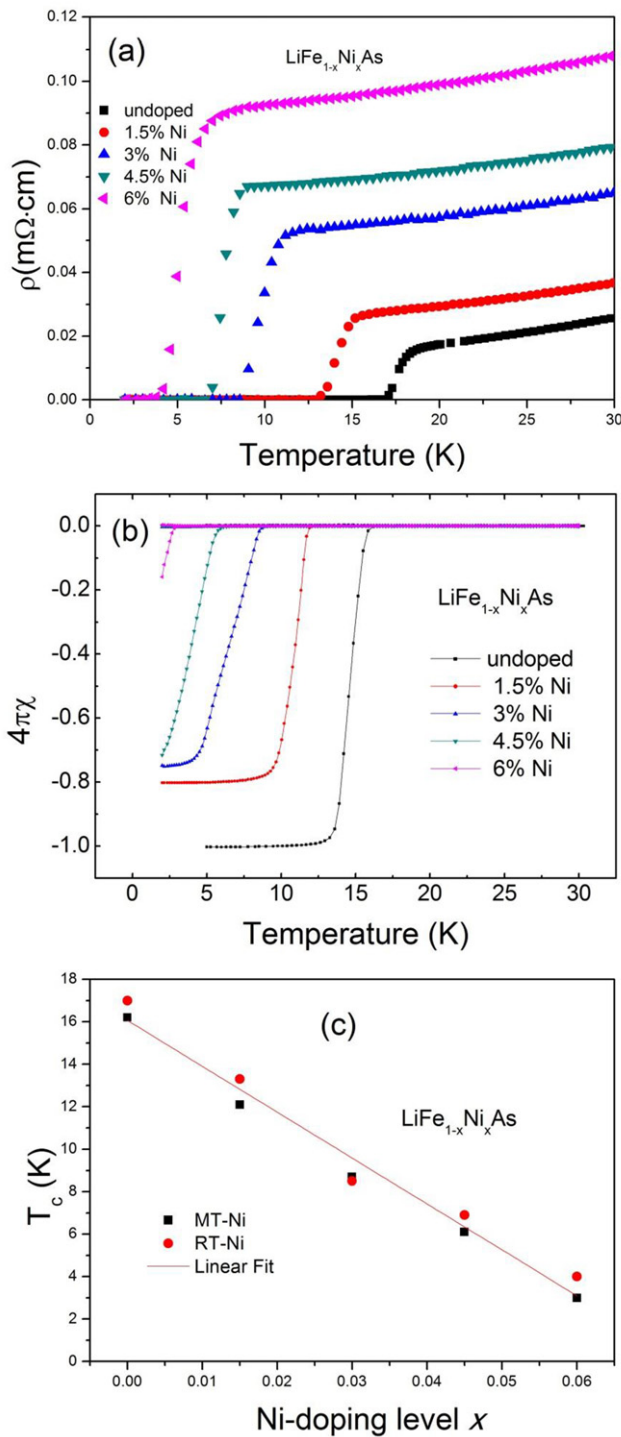 (a)
LiFe1-xNixAs
undoped
1.5% Ni
3% Ni
4.5% Ni
6% Ni
ρ(mΩ·cm)
0.12
0.10
0.08
0.06
0.04
0.02
0.00
0 5 10 15 20 25 30
Temperature (K)
(b)
LiFe1-xNixAs
undoped
1.5% Ni
3% Ni
4.5% Ni
6% Ni
4πχ
0.0
-0.2
-0.4
-0.6
-0.8
-1.0
0 5 10 15 20 25 30
Temperature (K)
(c)
LiFe1-xNixAs
MT-Ni
RT-Ni
Linear Fit
Tc (K)
18
16
14
12
10
8
6
4
2
0
0.00 0.01 0.02 0.03 0.04 0.05 0.06
Ni-doping level x